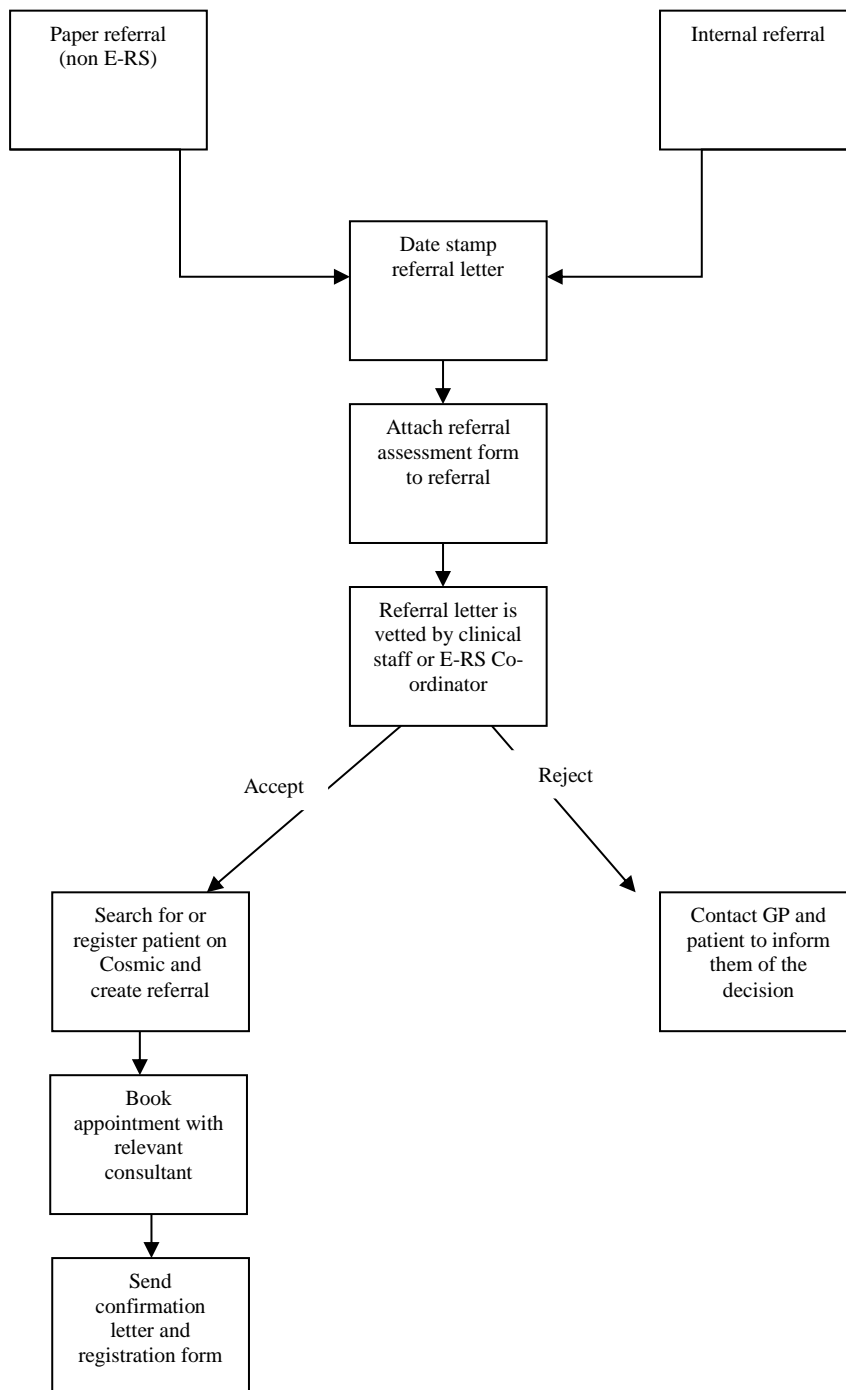 Paper referral
(non E-RS)
Internal referral
Date stamp
referral letter
Attach referral
assessment form
to referral
Referral letter is
vetted by clinical
staff or E-RS Co-
ordinator
Accept
Reject
Search for or
register patient on
Cosmic and
create referral
Contact GP and
patient to inform
them of the
decision
Book
appointment with
relevant
consultant
Send
confirmation
letter and
registration form